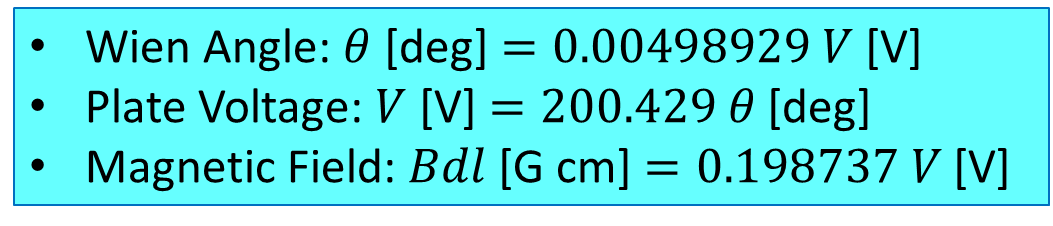 • Wien Angle: 𝜃 [deg] = 0.00498929 𝑉 [V]
• Plate Voltage: 𝑉 [V] = 200.429 𝜃 [deg]
• Magnetic Field: 𝐵𝑑𝑙 [G cm] = 0.198737 𝑉 [V]